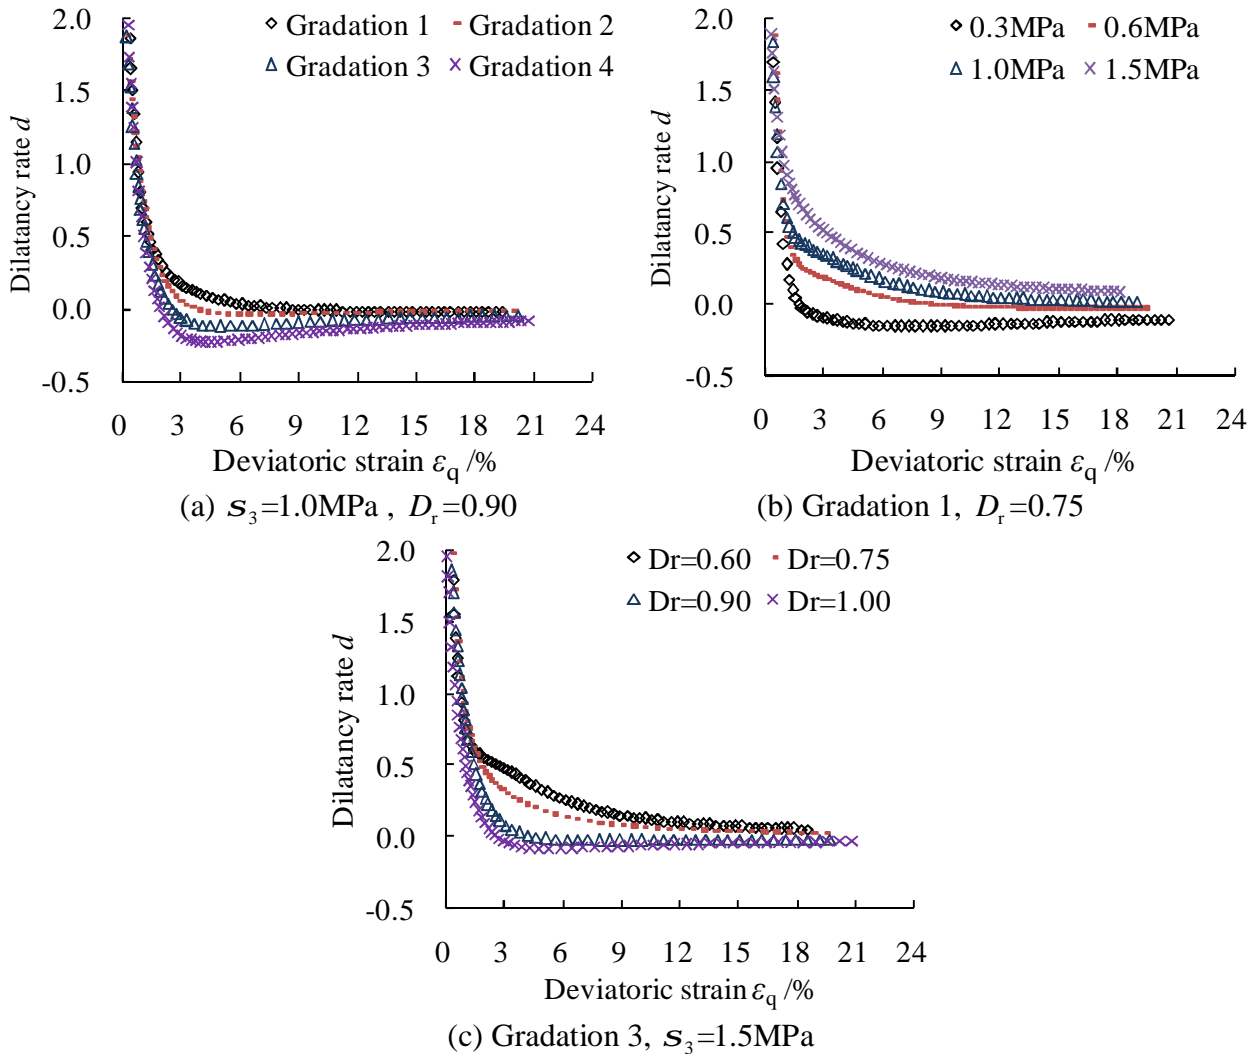 2.0
1.5
1.0
0.5
0.0
-0.5
Dilatancy rate d
Gradation 1 Gradation 2
Gradation 3 Gradation 4
0 3 6 9 12 15 18 21 24
Deviatoric strain εq /%
(a) s3=1.0MPa , Dr=0.90
2.0
1.5
1.0
0.5
0.0
-0.5
Dilatancy rate d
0.3MPa 0.6MPa
1.0MPa 1.5MPa
0 3 6 9 12 15 18 21 24
Deviatoric strain εq /%
(b) Gradation 1, Dr=0.75
2.0
1.5
1.0
0.5
0.0
-0.5
Dilatancy rate d
Dr=0.60 Dr=0.75
Dr=0.90 Dr=1.00
0 3 6 9 12 15 18 21 24
Deviatoric strain εq /%
(c) Gradation 3, s3=1.5MPa